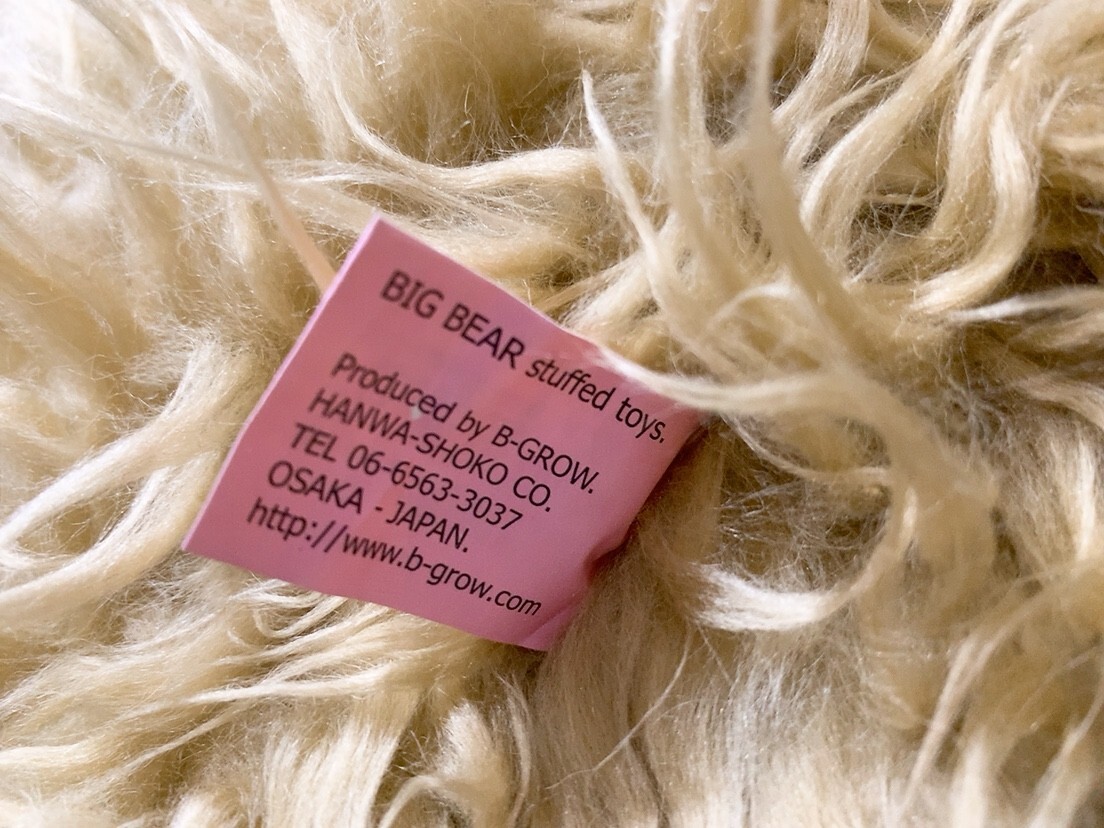 BIG BEAR stuffed toys.
Produced by B-GROW.
HANWA-SHOKO CO.
TEL 06-6563-3037
OSAKA - JAPAN.
http://www.b-grow.com